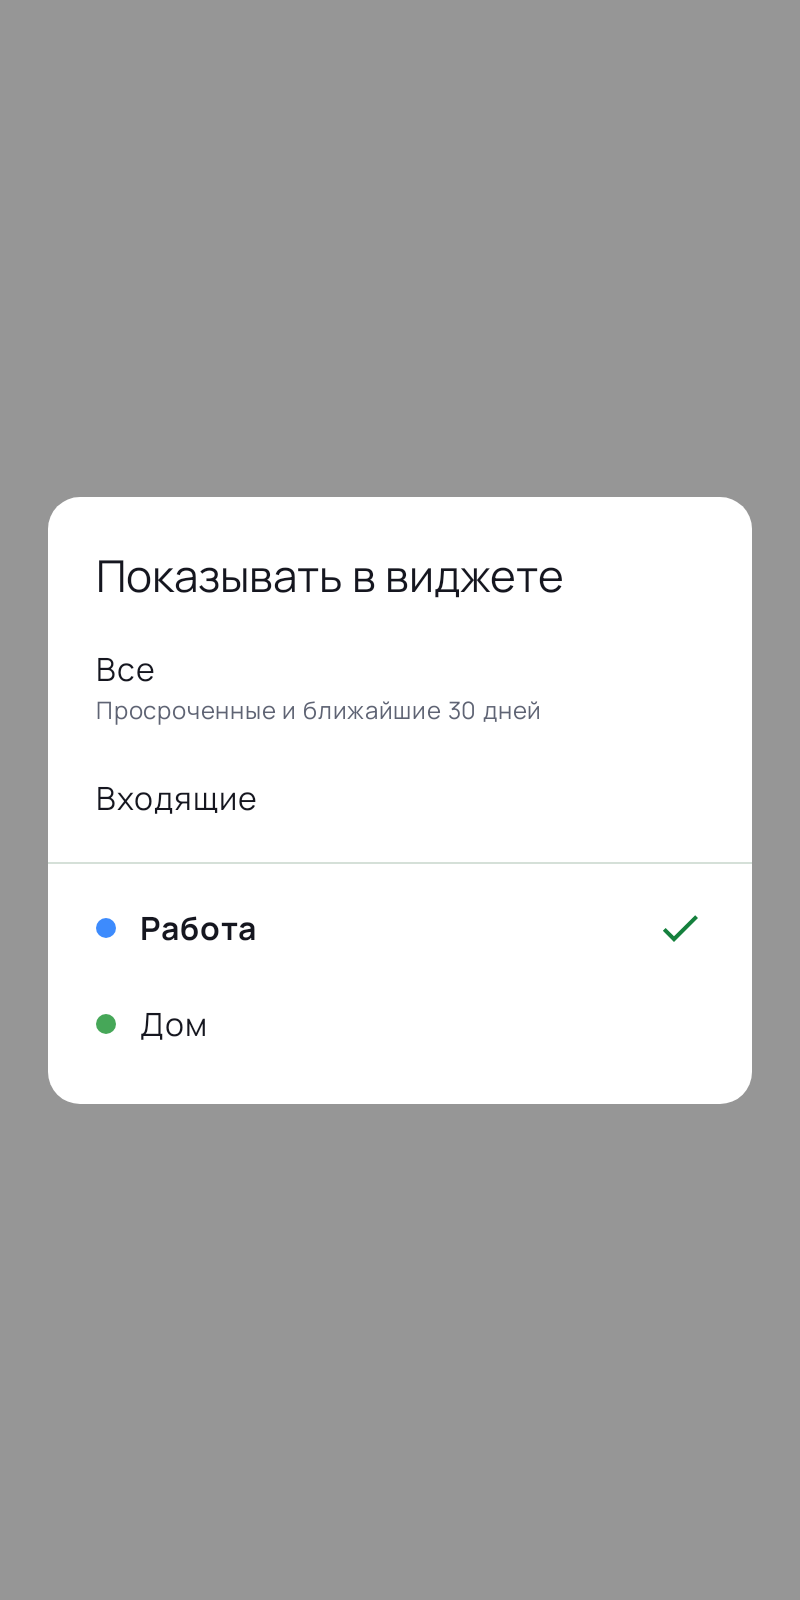 Показывать в виджете
Все
Просроченные и ближайшие 30 дней
Входящие
Работа
Дом